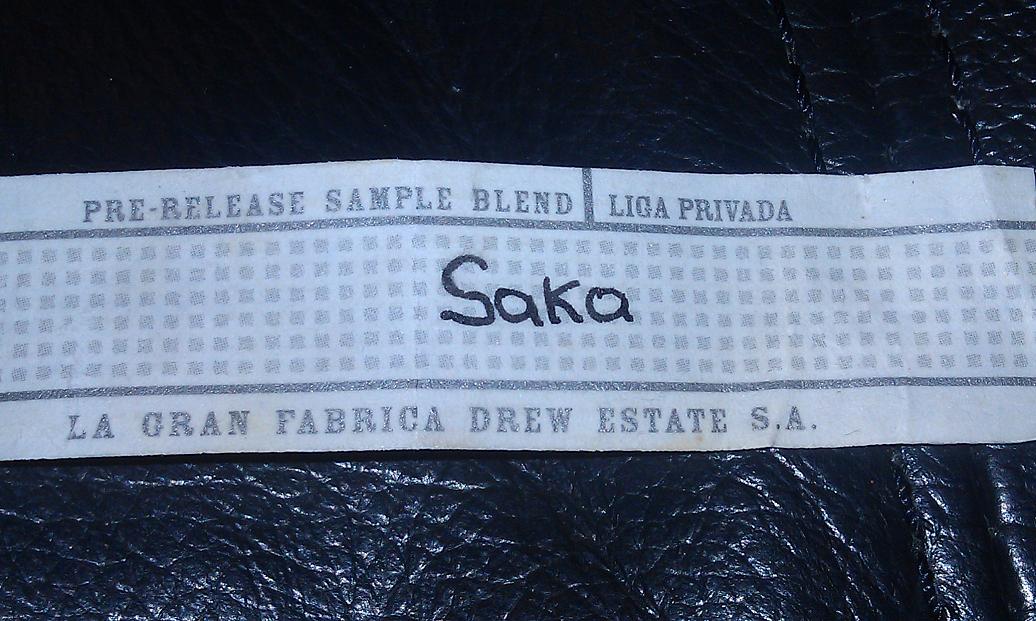 PRE-RELEASE SAMPLE BLEND LIGA PRIVADA
Saka
LA GRAN FABRICA DREW ESTATE S.A.